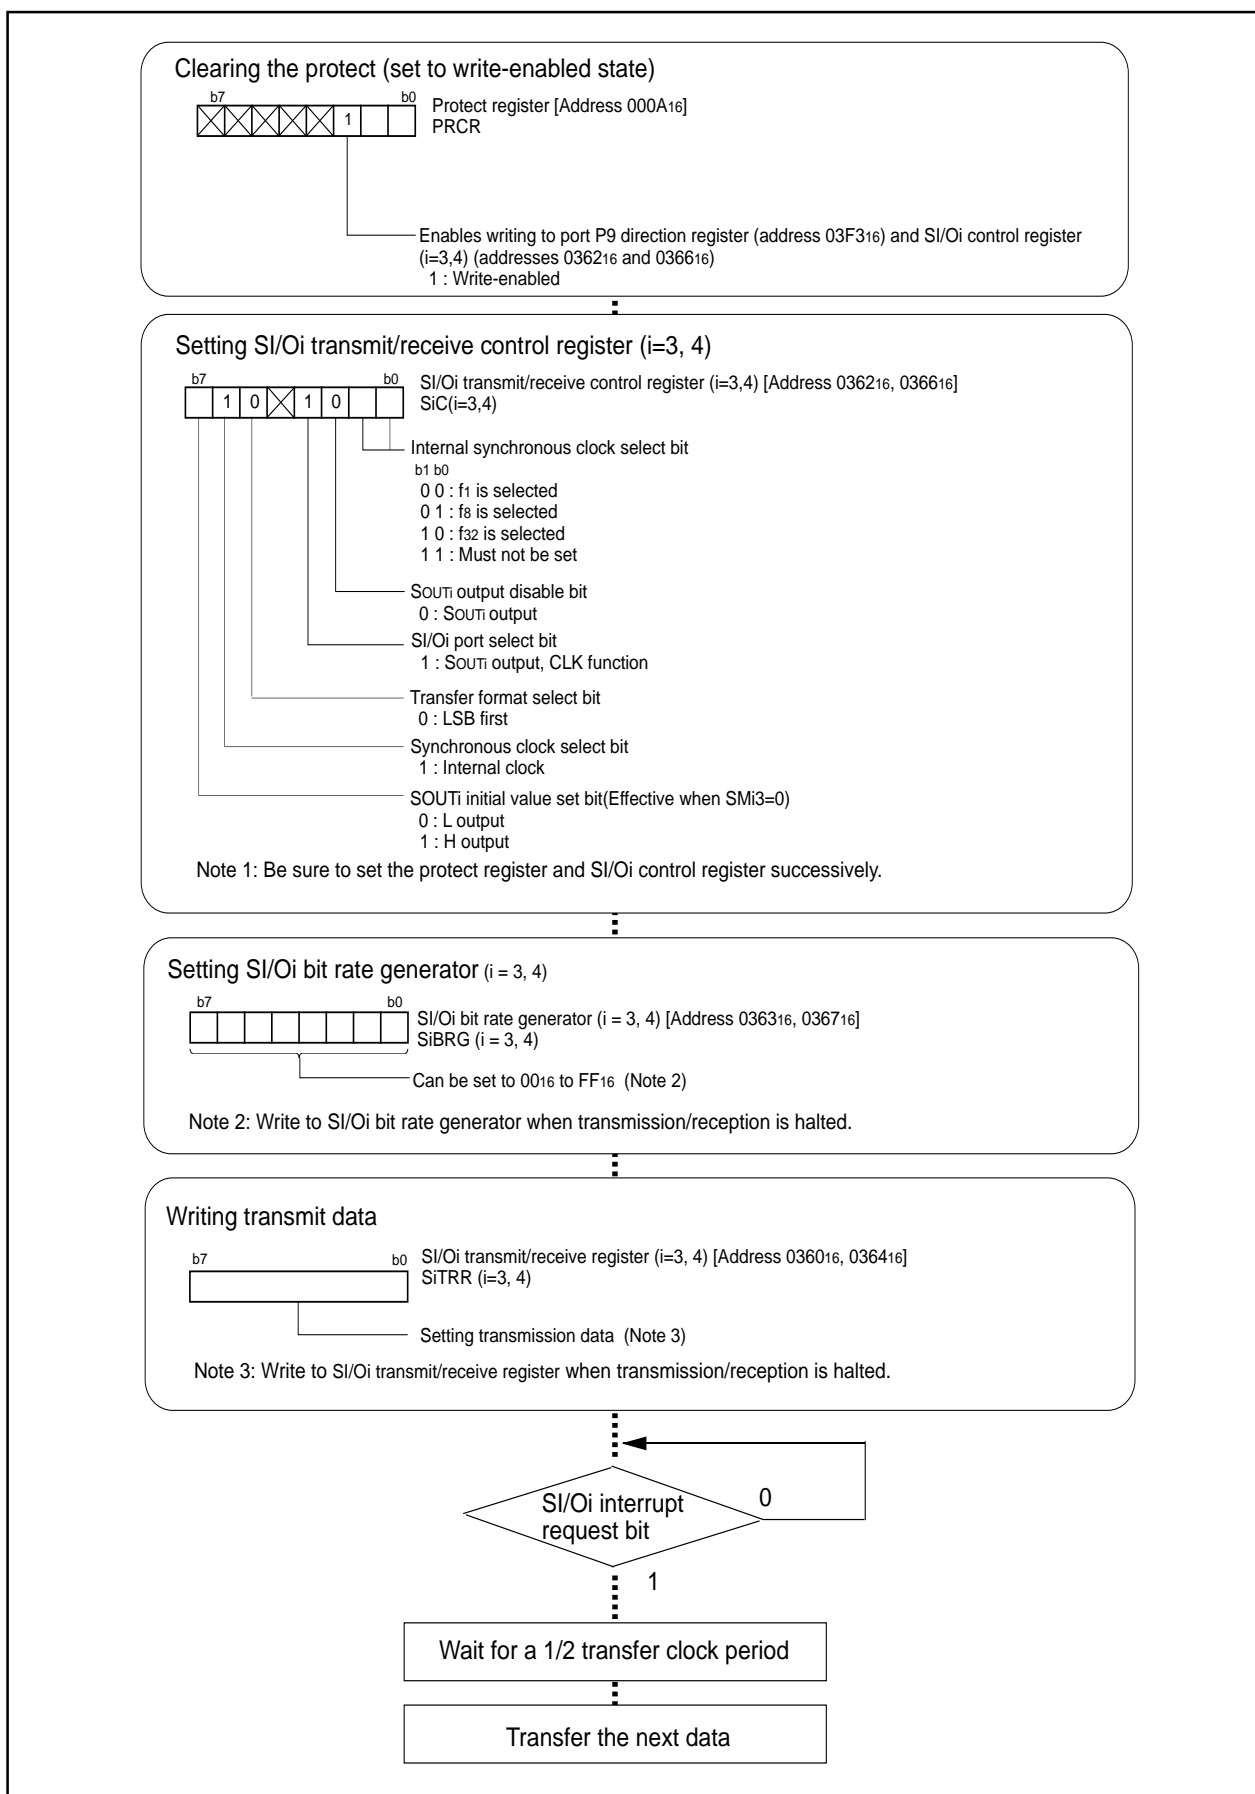 Clearing the protect (set to write-enabled state)
b7 b0
1
Protect register [Address 000A16]
PRCR
Enables writing to port P9 direction register (address 03F316) and SI/Oi control register
(i=3,4) (addresses 036216 and 036616)
1 : Write-enabled
Setting SI/Oi transmit/receive control register (i=3, 4)
b7 b0
1 0 1 0
SI/Oi transmit/receive control register (i=3,4) [Address 036216, 036616]
SiC(i=3,4)
Internal synchronous clock select bit
b1 b0
0 0 : f1 is selected
0 1 : f8 is selected
1 0 : f32 is selected
1 1 : Must not be set
SOUTi output disable bit
0 : SOUTi output
SI/Oi port select bit
1 : SOUTi output, CLK function
Transfer format select bit
0 : LSB first
Synchronous clock select bit
1 : Internal clock
SOUTi initial value set bit(Effective when SMi3=0)
0 : L output
1 : H output
Note 1: Be sure to set the protect register and SI/Oi control register successively.
Setting SI/Oi bit rate generator (i = 3, 4)
b7 b0
SI/Oi bit rate generator (i = 3, 4) [Address 036316, 036716]
SiBRG (i = 3, 4)
Can be set to 0016 to FF16 (Note 2)
Note 2: Write to SI/Oi bit rate generator when transmission/reception is halted.
Writing transmit data
b7 b0
SI/Oi transmit/receive register (i=3, 4) [Address 036016, 036416]
SiTRR (i=3, 4)
Setting transmission data (Note 3)
Note 3: Write to SI/Oi transmit/receive register when transmission/reception is halted.
SI/Oi interrupt
request bit
0
1
Wait for a 1/2 transfer clock period
Transfer the next data